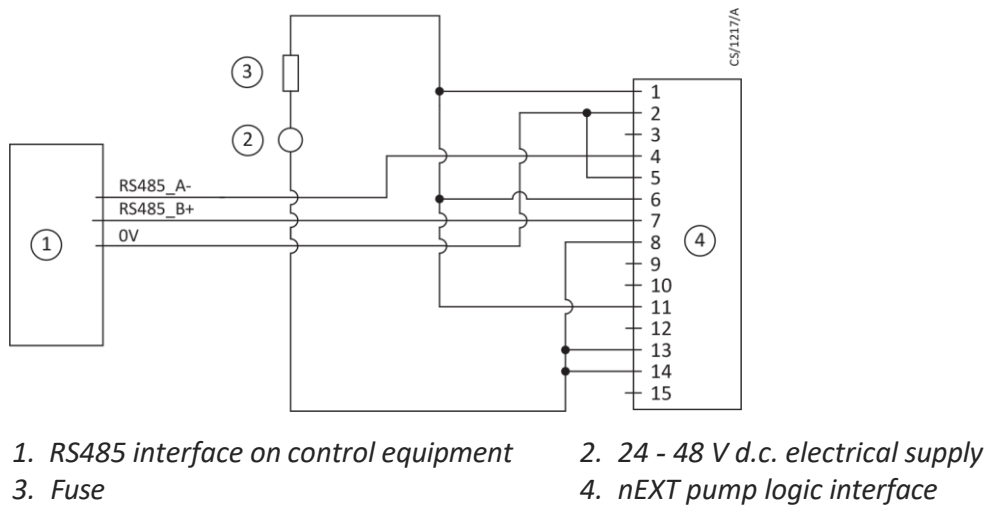 CS/1217/A
3
2
1
RS485_A-
RS485_B+
0V
1
2
3
4
5
6
7
8
9
10
11
12
13
14
15
4
1. RS485 interface on control equipment
2. 24 - 48 V d.c. electrical supply
3. Fuse
4. nEXT pump logic interface